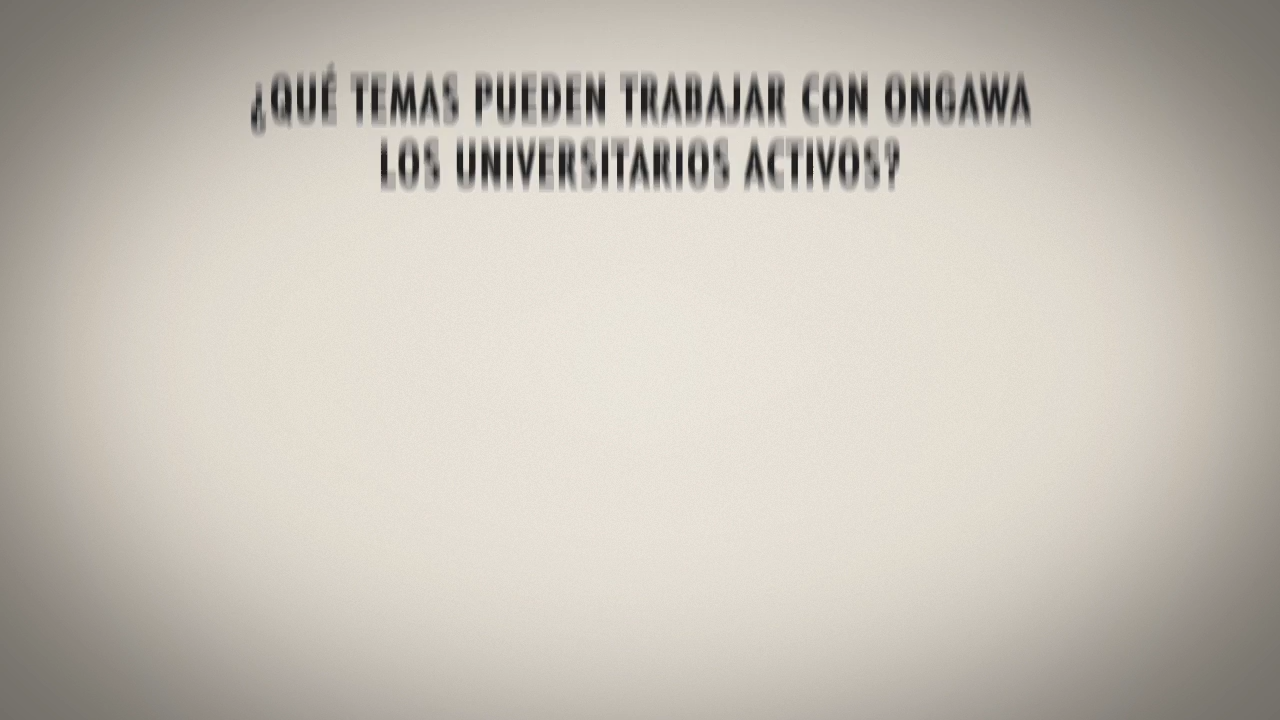 ¿QUÉ TEMAS PUEDEN TRABAJAR CON ONGAWA
LOS UNIVERSITARIOS ACTIVOS?